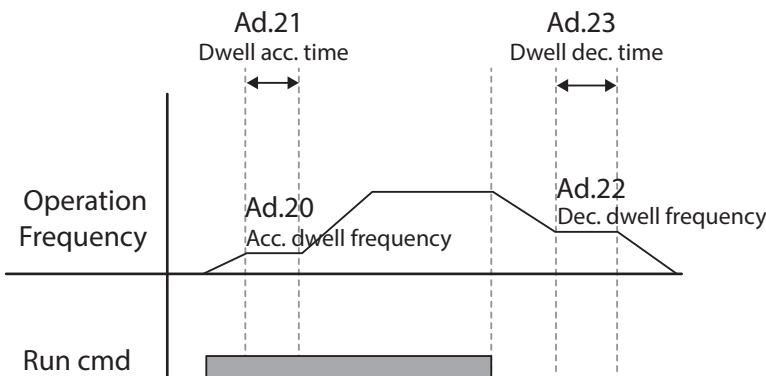 Ad.21
Dwell acc. time
Ad.23
Dwell dec. time
Operation
Frequency
Ad.20
Acc. dwell frequency
Ad.22
Dec. dwell frequency
Run cmd